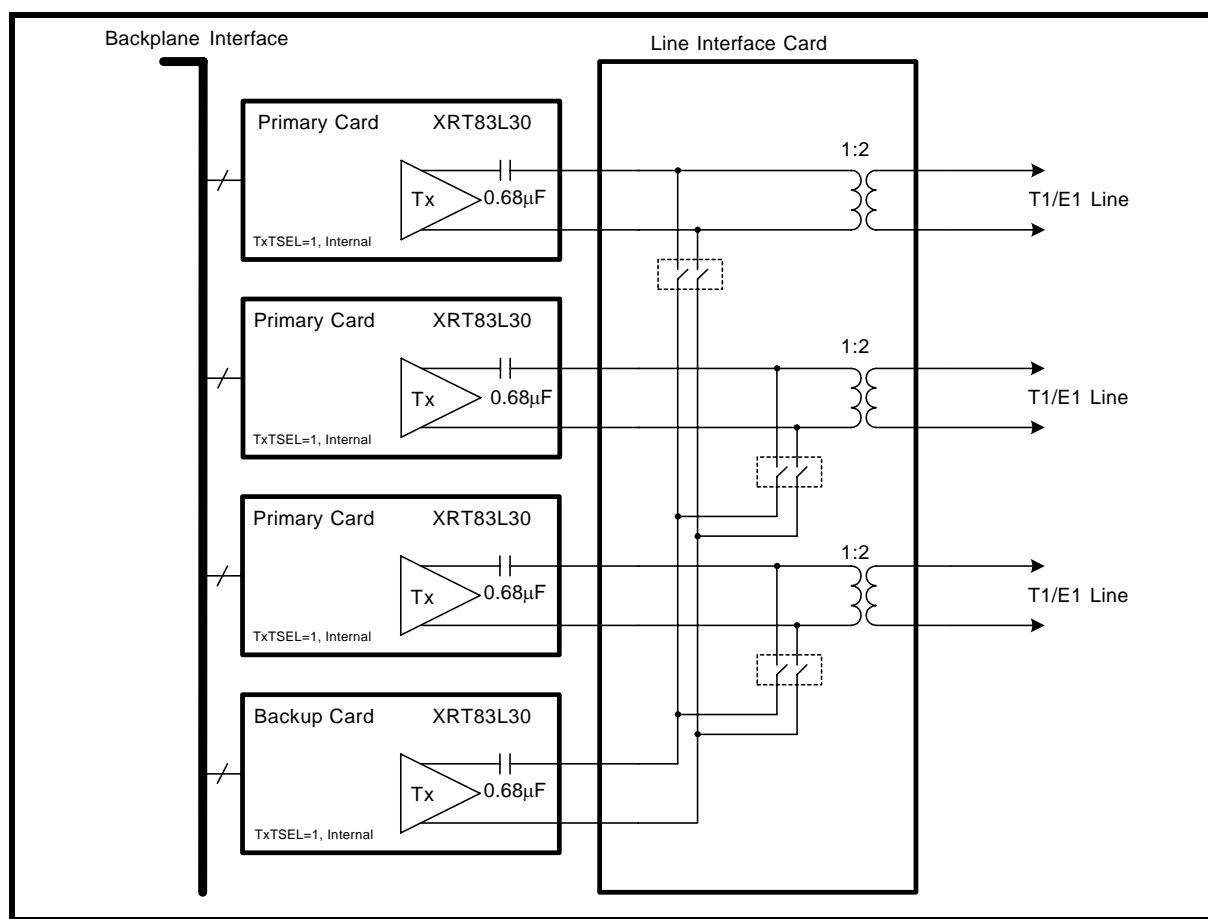 Backplane Interface
Line Interface Card
Primary Card XRT83L30
Tx
0.68µF
TxTSEL=1, Internal
1:2
T1/E1 Line
Primary Card XRT83L30
Tx
0.68µF
TxTSEL=1, Internal
1:2
T1/E1 Line
Primary Card XRT83L30
Tx
0.68µF
TxTSEL=1, Internal
1:2
T1/E1 Line
Backup Card XRT83L30
Tx
0.68µF
TxTSEL=1, Internal